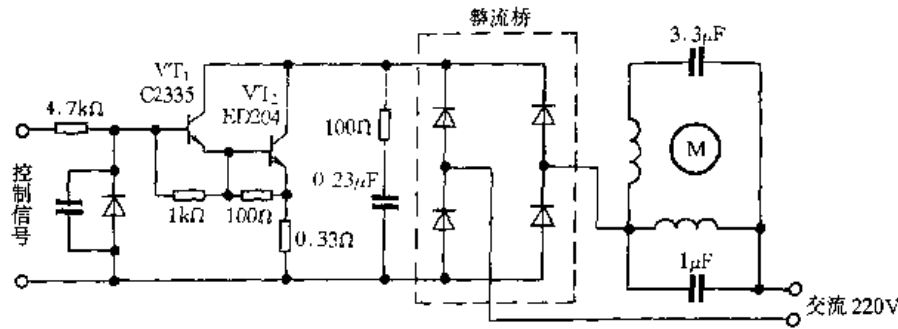 整流桥
3.3μF
VT₁
C2335
VT₂
BD204
4.7kΩ
100Ω
M
控制信号
0.23μF
1kΩ
100Ω
0.33Ω
1μF
交流 220V